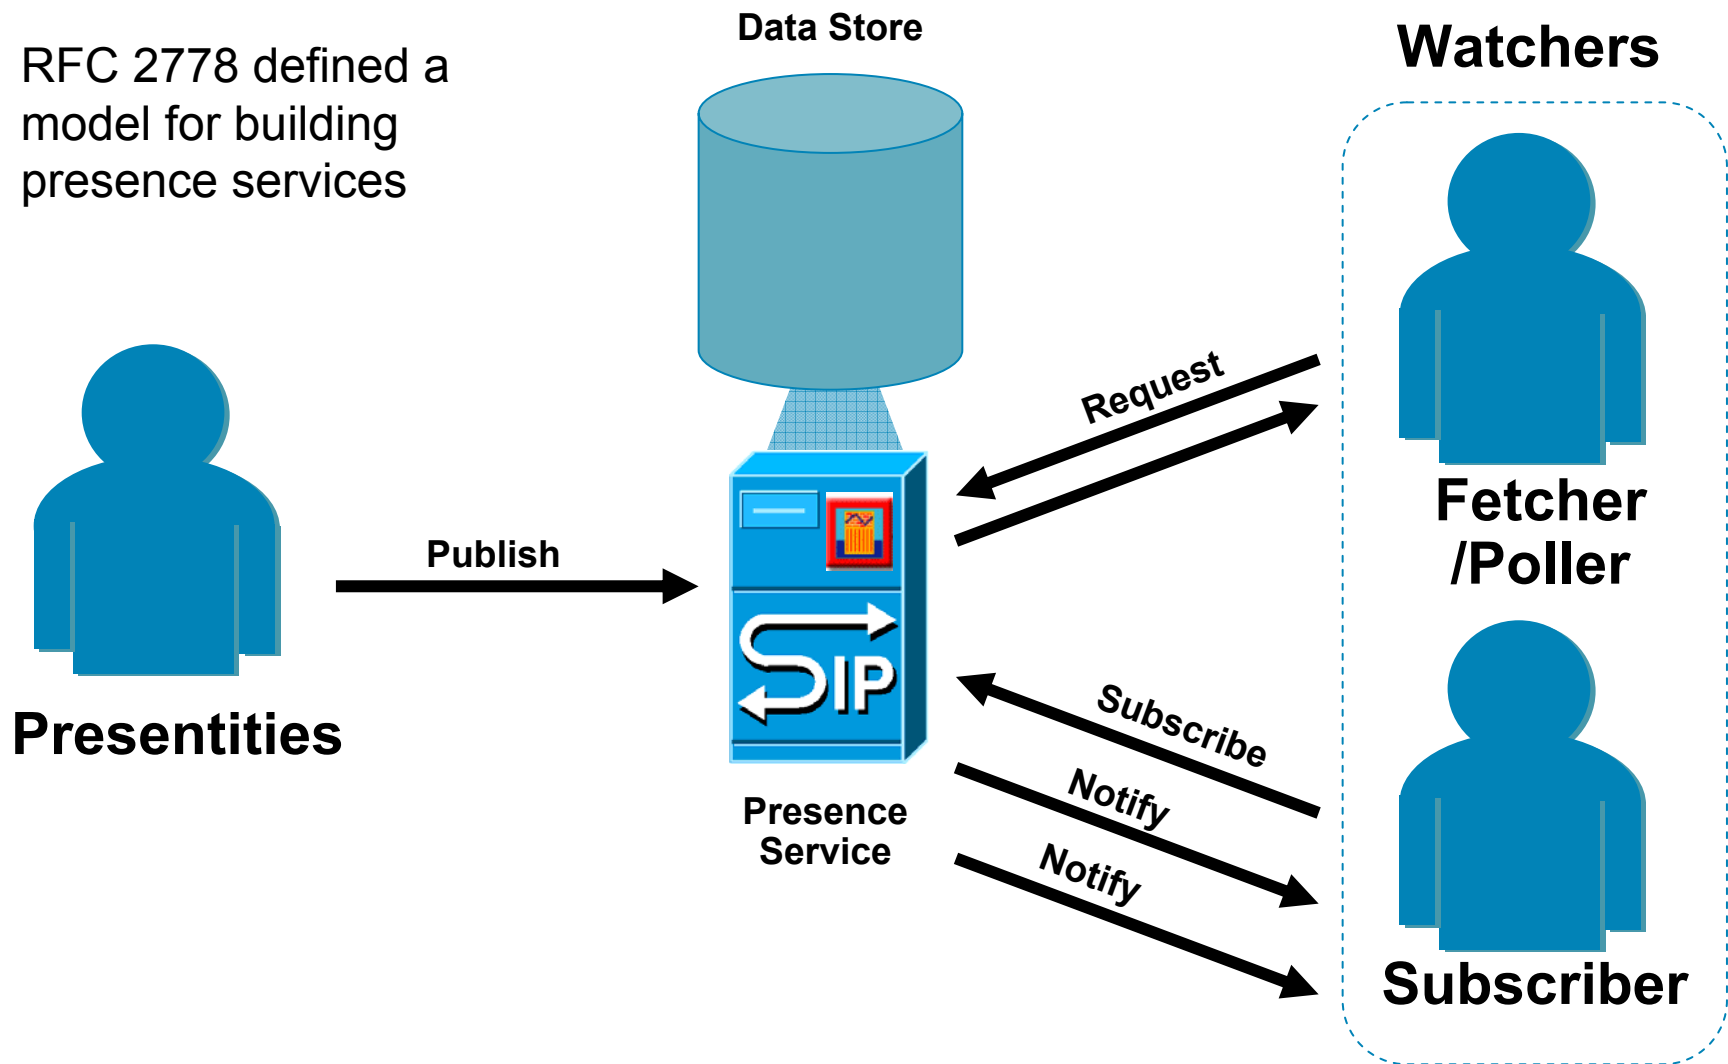 RFC 2778 defined a
model for building
presence services
Data Store
Watchers
Request
Fetcher
/Poller
Publish
SIP
Presentities
Subscribe
Notify
Notify
Presence
Service
Subscriber